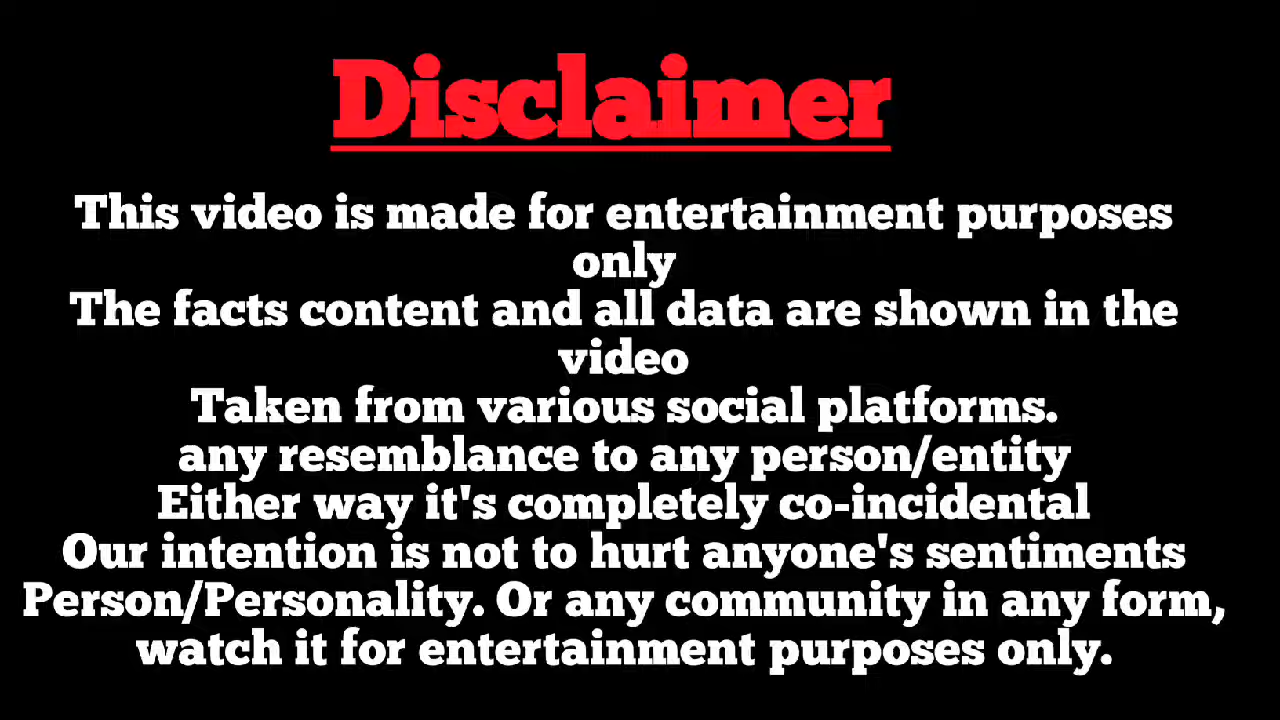 Disclaimer
This video is made for entertainment purposes
only
The facts content and all data are shown in the
video
Taken from various social platforms.
any resemblance to any person/entity
Either way it's completely co-incidental
Our intention is not to hurt anyone's sentiments
Person/Personality. Or any community in any form,
watch it for entertainment purposes only.